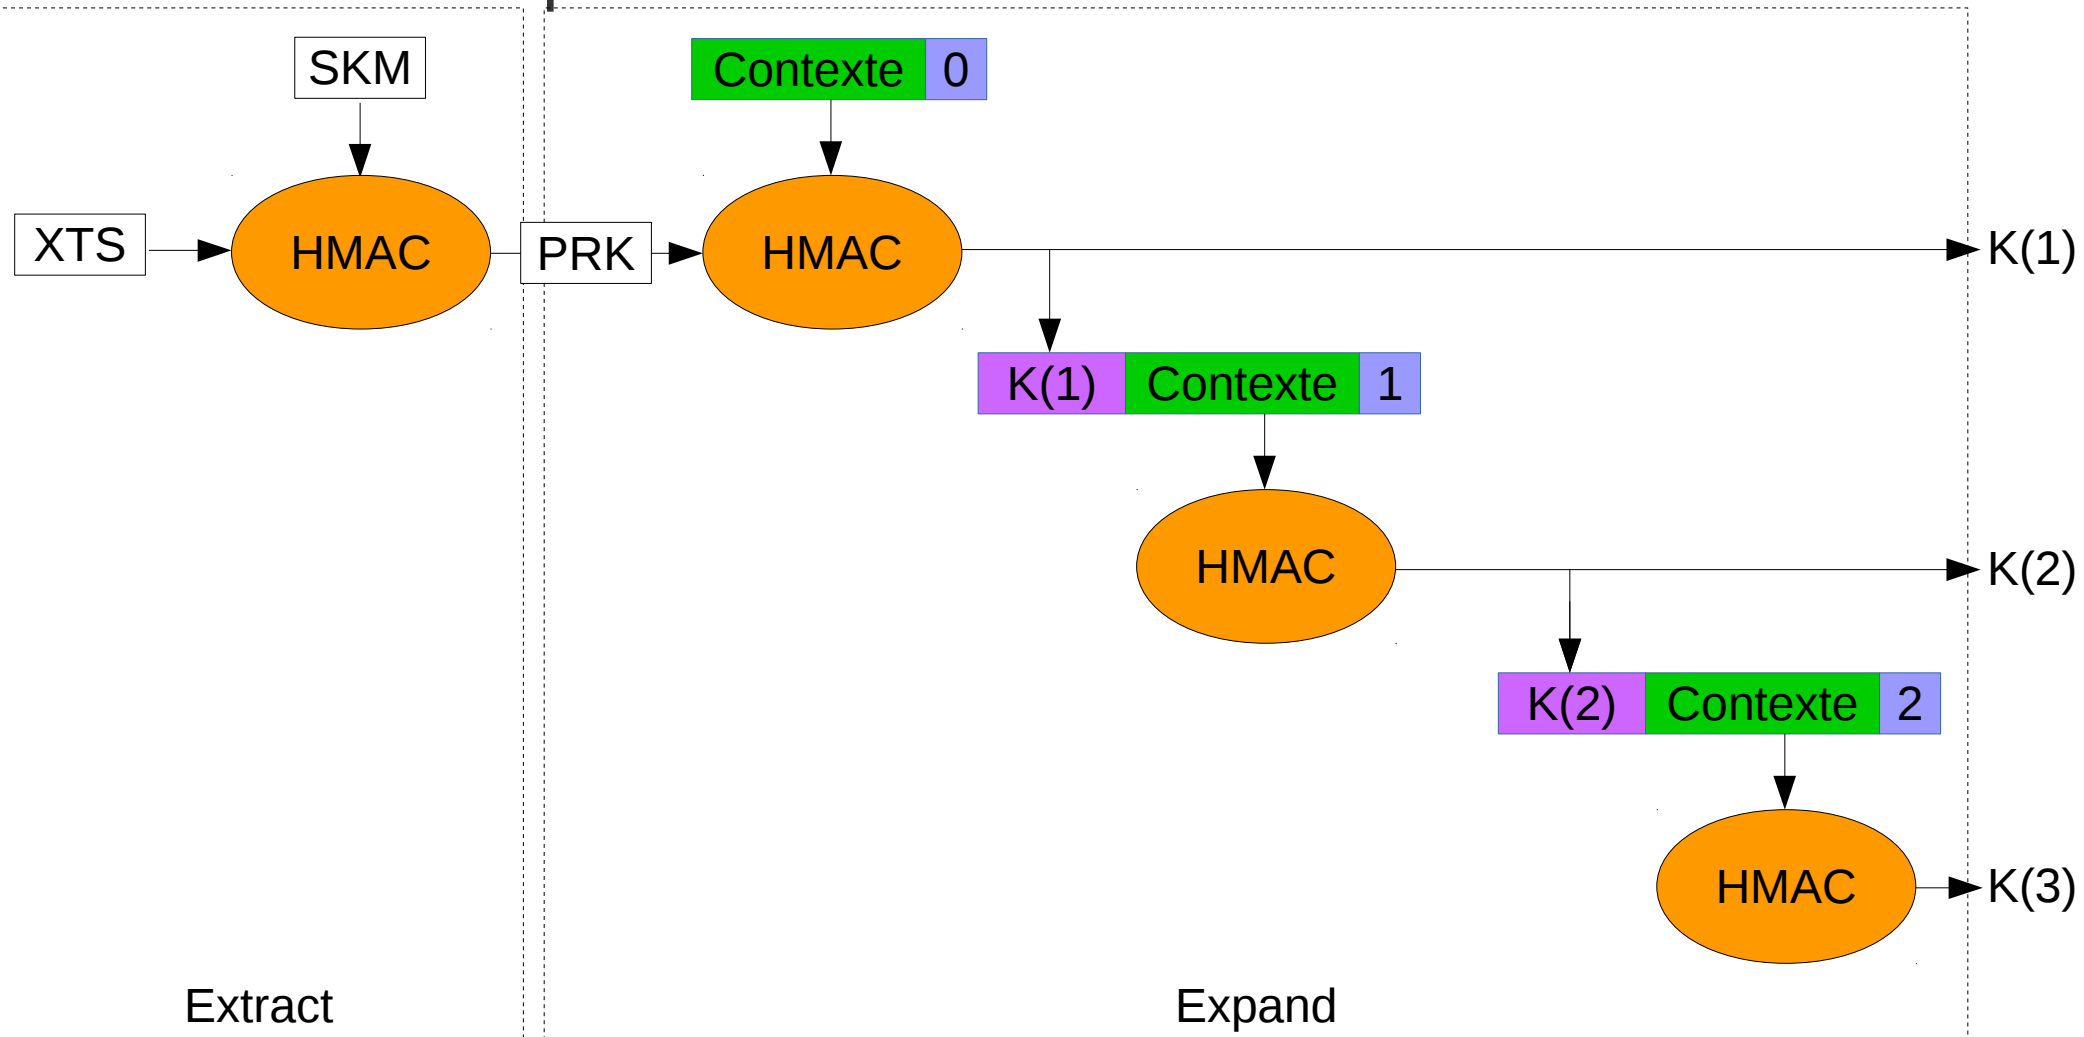 SKM
Contexte 0
XTS
HMAC
PRK
HMAC
K(1)
K(1) Contexte 1
HMAC
K(2)
K(2) Contexte 2
HMAC
K(3)
Extract
Expand